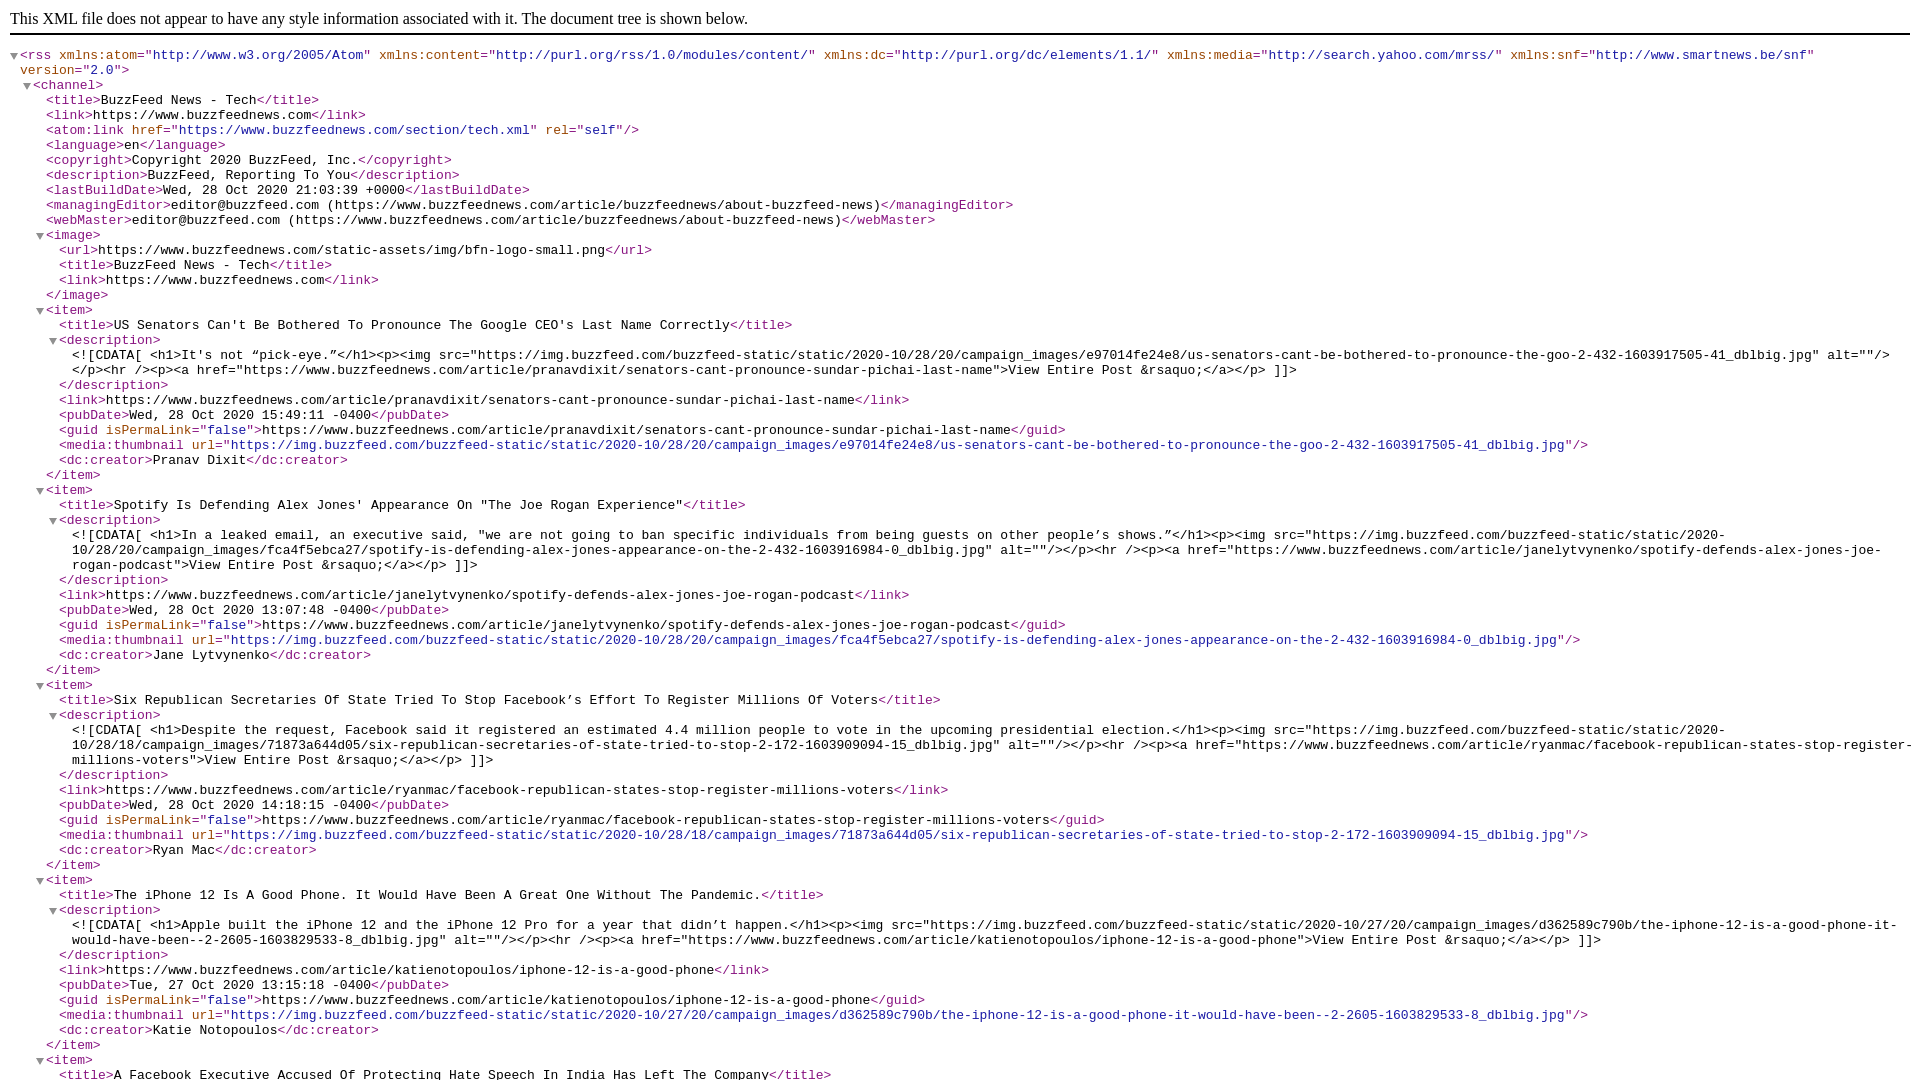 This XML file does not appear to have any style information associated with it. The document tree is shown below.
<rss xmlns:atom="http://www.w3.org/2005/Atom" xmlns:content="http://purl.org/rss/1.0/modules/content/" xmlns:dc="http://purl.org/dc/elements/1.1/" xmlns:media="http://search.yahoo.com/mrss/" xmlns:snf="http://www.smartnews.be/snf"
version="2.0">
<channel>
<title>BuzzFeed News - Tech</title>
<link>https://www.buzzfeednews.com</link>
<atom:link href="https://www.buzzfeednews.com/section/tech.xml" rel="self"/>
<language>en</language>
<copyright>Copyright 2020 BuzzFeed, Inc.</copyright>
<description>BuzzFeed, Reporting To You</description>
<lastBuildDate>Wed, 28 Oct 2020 21:03:39 +0000</lastBuildDate>
<managingEditor>editor@buzzfeed.com (https://www.buzzfeednews.com/article/buzzfeednews/about-buzzfeed-news)</managingEditor>
<webMaster>editor@buzzfeed.com (https://www.buzzfeednews.com/article/buzzfeednews/about-buzzfeed-news)</webMaster>
<image>
<url>https://www.buzzfeednews.com/static-assets/img/bfn-logo-small.png</url>
<title>BuzzFeed News - Tech</title>
<link>https://www.buzzfeednews.com</link>
</image>
<item>
<title>US Senators Can't Be Bothered To Pronounce The Google CEO's Last Name Correctly</title>
<description>
<![CDATA[ <h1>It's not “pick-eye.”</h1><p><img src="https://img.buzzfeed.com/buzzfeed-static/static/2020-10/28/20/campaign_images/e97014fe24e8/us-senators-cant-be-bothered-to-pronounce-the-goo-2-432-1603917505-41_dblbig.jpg" alt=""/>
</p><hr /><p><a href="https://www.buzzfeednews.com/article/pranavdixit/senators-cant-pronounce-sundar-pichai-last-name">View Entire Post &rsaquo;</a></p> ]]>
</description>
<link>https://www.buzzfeednews.com/article/pranavdixit/senators-cant-pronounce-sundar-pichai-last-name</link>
<pubDate>Wed, 28 Oct 2020 15:49:11 -0400</pubDate>
<guid isPermaLink="false">https://www.buzzfeednews.com/article/pranavdixit/senators-cant-pronounce-sundar-pichai-last-name</guid>
<media:thumbnail url="https://img.buzzfeed.com/buzzfeed-static/static/2020-10/28/20/campaign_images/e97014fe24e8/us-senators-cant-be-bothered-to-pronounce-the-goo-2-432-1603917505-41_dblbig.jpg"/>
<dc:creator>Pranav Dixit</dc:creator>
</item>
<item>
<title>Spotify Is Defending Alex Jones' Appearance On "The Joe Rogan Experience"</title>
<description>
<![CDATA[ <h1>In a leaked email, an executive said, "we are not going to ban specific individuals from being guests on other people’s shows.”</h1><p><img src="https://img.buzzfeed.com/buzzfeed-static/static/2020-
10/28/20/campaign_images/fca4f5ebca27/spotify-is-defending-alex-jones-appearance-on-the-2-432-1603916984-0_dblbig.jpg" alt=""/></p><hr /><p><a href="https://www.buzzfeednews.com/article/janelytvynenko/spotify-defends-alex-jones-joe-
rogan-podcast">View Entire Post &rsaquo;</a></p> ]]>
</description>
<link>https://www.buzzfeednews.com/article/janelytvynenko/spotify-defends-alex-jones-joe-rogan-podcast</link>
<pubDate>Wed, 28 Oct 2020 13:07:48 -0400</pubDate>
<guid isPermaLink="false">https://www.buzzfeednews.com/article/janelytvynenko/spotify-defends-alex-jones-joe-rogan-podcast</guid>
<media:thumbnail url="https://img.buzzfeed.com/buzzfeed-static/static/2020-10/28/20/campaign_images/fca4f5ebca27/spotify-is-defending-alex-jones-appearance-on-the-2-432-1603916984-0_dblbig.jpg"/>
<dc:creator>Jane Lytvynenko</dc:creator>
</item>
<item>
<title>Six Republican Secretaries Of State Tried To Stop Facebook’s Effort To Register Millions Of Voters</title>
<description>
<![CDATA[ <h1>Despite the request, Facebook said it registered an estimated 4.4 million people to vote in the upcoming presidential election.</h1><p><img src="https://img.buzzfeed.com/buzzfeed-static/static/2020-
10/28/18/campaign_images/71873a644d05/six-republican-secretaries-of-state-tried-to-stop-2-172-1603909094-15_dblbig.jpg" alt=""/></p><hr /><p><a href="https://www.buzzfeednews.com/article/ryanmac/facebook-republican-states-stop-register-
millions-voters">View Entire Post &rsaquo;</a></p> ]]>
</description>
<link>https://www.buzzfeednews.com/article/ryanmac/facebook-republican-states-stop-register-millions-voters</link>
<pubDate>Wed, 28 Oct 2020 14:18:15 -0400</pubDate>
<guid isPermaLink="false">https://www.buzzfeednews.com/article/ryanmac/facebook-republican-states-stop-register-millions-voters</guid>
<media:thumbnail url="https://img.buzzfeed.com/buzzfeed-static/static/2020-10/28/18/campaign_images/71873a644d05/six-republican-secretaries-of-state-tried-to-stop-2-172-1603909094-15_dblbig.jpg"/>
<dc:creator>Ryan Mac</dc:creator>
</item>
<item>
<title>The iPhone 12 Is A Good Phone. It Would Have Been A Great One Without The Pandemic.</title>
<description>
<![CDATA[ <h1>Apple built the iPhone 12 and the iPhone 12 Pro for a year that didn’t happen.</h1><p><img src="https://img.buzzfeed.com/buzzfeed-static/static/2020-10/27/20/campaign_images/d362589c790b/the-iphone-12-is-a-good-phone-it-
would-have-been--2-2605-1603829533-8_dblbig.jpg" alt=""/></p><hr /><p><a href="https://www.buzzfeednews.com/article/katienotopoulos/iphone-12-is-a-good-phone">View Entire Post &rsaquo;</a></p> ]]>
</description>
<link>https://www.buzzfeednews.com/article/katienotopoulos/iphone-12-is-a-good-phone</link>
<pubDate>Tue, 27 Oct 2020 13:15:18 -0400</pubDate>
<guid isPermaLink="false">https://www.buzzfeednews.com/article/katienotopoulos/iphone-12-is-a-good-phone</guid>
<media:thumbnail url="https://img.buzzfeed.com/buzzfeed-static/static/2020-10/27/20/campaign_images/d362589c790b/the-iphone-12-is-a-good-phone-it-would-have-been--2-2605-1603829533-8_dblbig.jpg"/>
<dc:creator>Katie Notopoulos</dc:creator>
</item>
<item>
<title>A Facebook Executive Accused Of Protecting Hate Speech In India Has Left The Company</title>